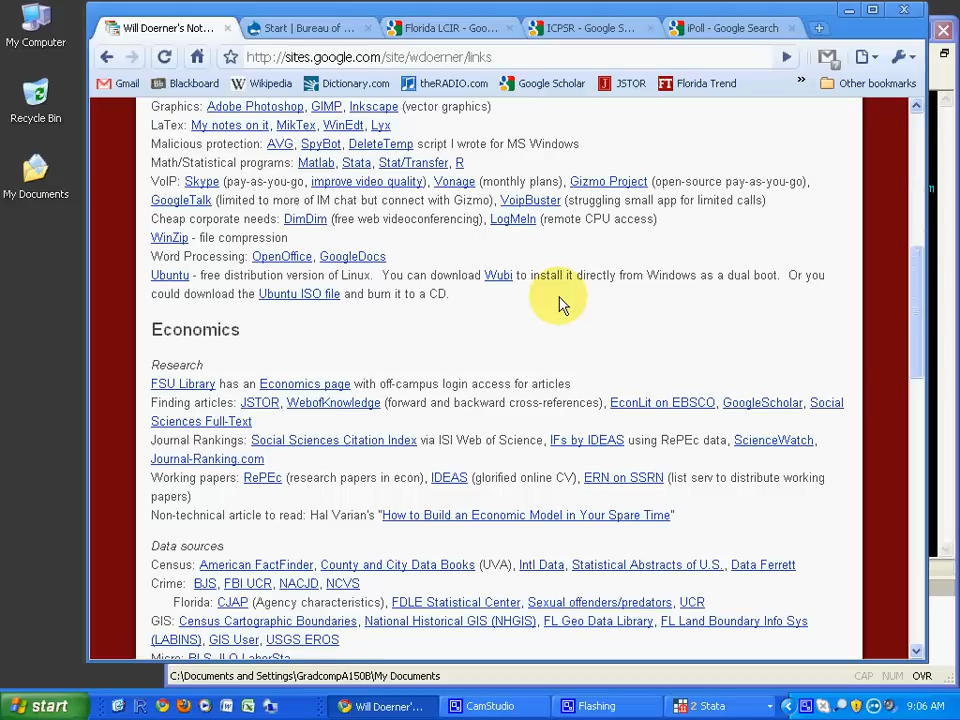 My Computer
Recycle Bin
My Documents
Will Doerner's Not...
Start | Bureau of ...
Florida LCIR - Goo...
ICPSR - Google S...
iPoll - Google Search
http://sites.google.com/site/wdoerner/links
Gmail Blackboard Wikipedia Dictionary.com theRADIO.com Google Scholar JSTOR Florida Trend » Other bookmarks
Graphics: Adobe Photoshop, GIMP, Inkscape (vector graphics)
LaTex: My notes on it, MikTex, WinEdt, Lyx
Malicious protection: AVG, SpyBot, DeleteTemp script I wrote for MS Windows
Math/Statistical programs: Matlab, Stata, Stat/Transfer, R
VoIP: Skype (pay-as-you-go, improve video quality), Vonage (monthly plans), Gizmo Project (open-source pay-as-you-go),
GoogleTalk (limited to more of IM chat but connect with Gizmo), VoipBuster (struggling small app for limited calls)
Cheap corporate needs: DimDim (free web videoconferencing), LogMeIn (remote CPU access)
WinZip - file compression
Word Processing: OpenOffice, GoogleDocs
Ubuntu - free distribution version of Linux. You can download Wubi to install it directly from Windows as a dual boot. Or you
could download the Ubuntu ISO file and burn it to a CD.
Economics
Research
FSU Library has an Economics page with off-campus login access for articles
Finding articles: JSTOR, WebofKnowledge (forward and backward cross-references), EconLit on EBSCO, GoogleScholar, Social
Sciences Full-Text
Journal Rankings: Social Sciences Citation Index via ISI Web of Science, IFs by IDEAS using RePEc data, ScienceWatch,
Journal-Ranking.com
Working papers: RePEc (research papers in econ), IDEAS (glorified online CV), ERN on SSRN (list serv to distribute working
papers)
Non-technical article to read: Hal Varian's "How to Build an Economic Model in Your Spare Time"
Data sources
Census: American FactFinder, County and City Data Books (UVA), Intl Data, Statistical Abstracts of U.S., Data Ferrett
Crime: BJS, FBI UCR, NACJD, NCVS
Florida: CJAP (Agency characteristics), FDLE Statistical Center, Sexual offenders/predators, UCR
GIS: Census Cartographic Boundaries, National Historical GIS (NHGIS), FL Geo Data Library, FL Land Boundary Info Sys
(LABINS), GIS User, USGS EROS
Micro: BLS, ILO LaborSta
C:\Documents and Settings\GradcompA150B\My Documents
CAP NUM OVR
start
Will Doerner'...
CamStudio
Flashing
2 Stata
9:06 AM